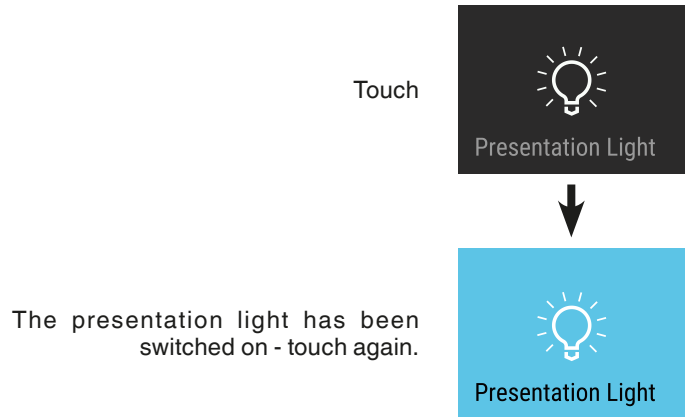 Touch
Presentation Light
The presentation light has been
switched on - touch again.
Presentation Light